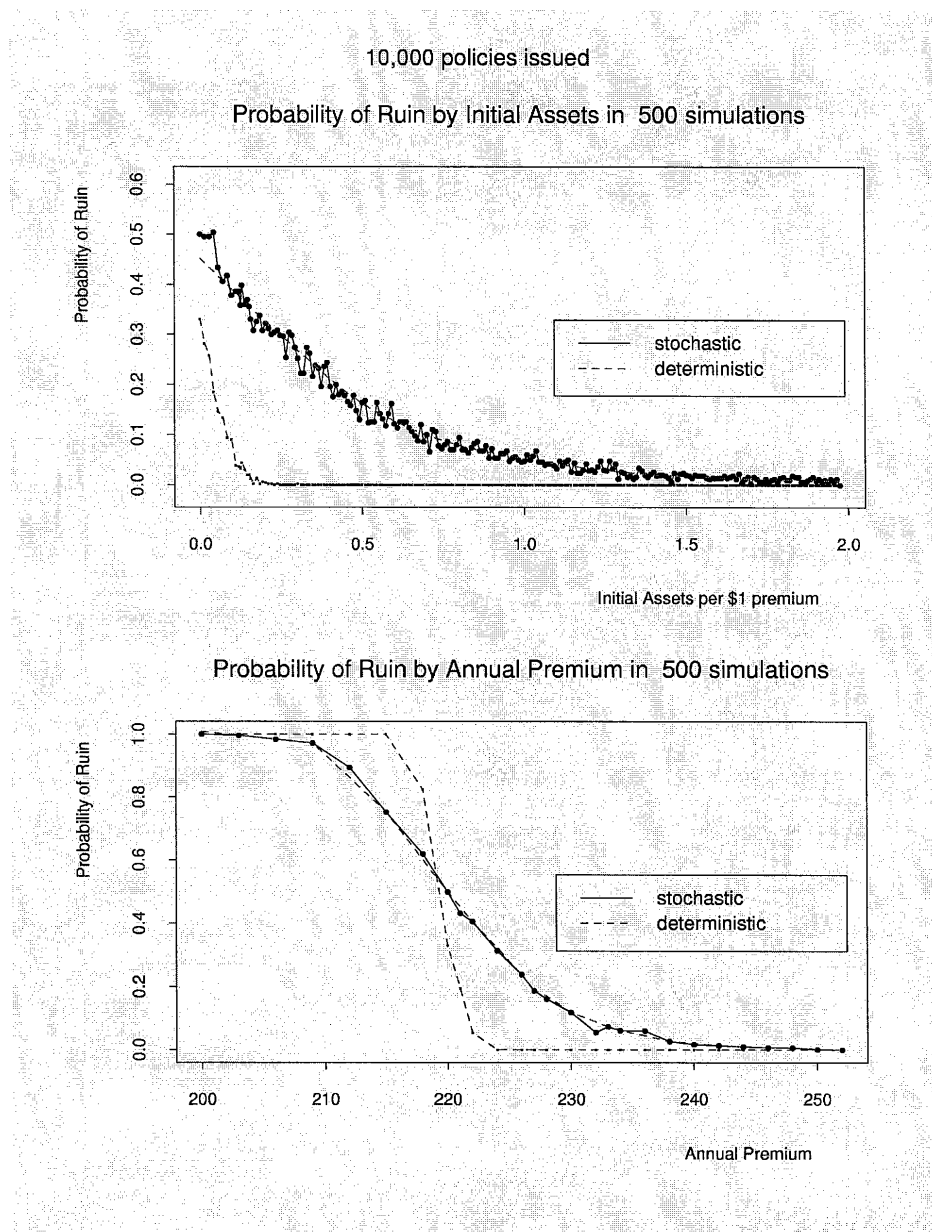 10,000 policies issued
Probability of Ruin by Initial Assets in 500 simulations
Probability of Ruin
0.6
0.5
0.4
0.3
0.2
0.1
0.0
stochastic
deterministic
0.0 0.5 1.0 1.5 2.0
Initial Assets per $1 premium
Probability of Ruin by Annual Premium in 500 simulations
Probability of Ruin
1.0
0.8
0.6
0.4
0.2
0.0
stochastic
deterministic
200 210 220 230 240 250
Annual Premium